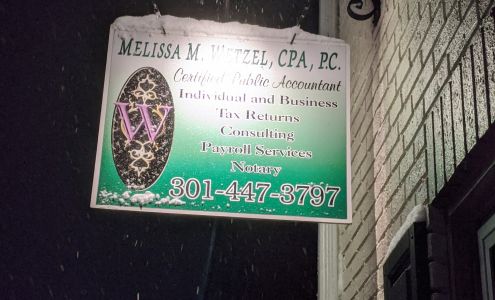 MELISSA M. WETZEL, CPA, P.C.
Certified Public Accountant
Individual and Business
Tax Returns
Consulting
Payroll Services
Notary
301-447-3797
W